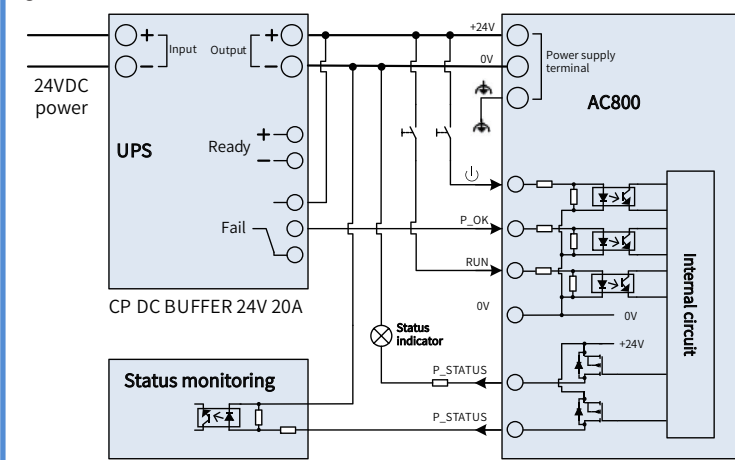 24VDC
power
+
−
Input
Output
+
−
UPS
Ready
+
−
Fail
CP DC BUFFER 24V 20A
+24V
0V
Power supply
terminal
AC800
P_OK
RUN
0V
0V
+24V
Internal circuit
Status
indicator
P_STATUS
P_STATUS
Status monitoring